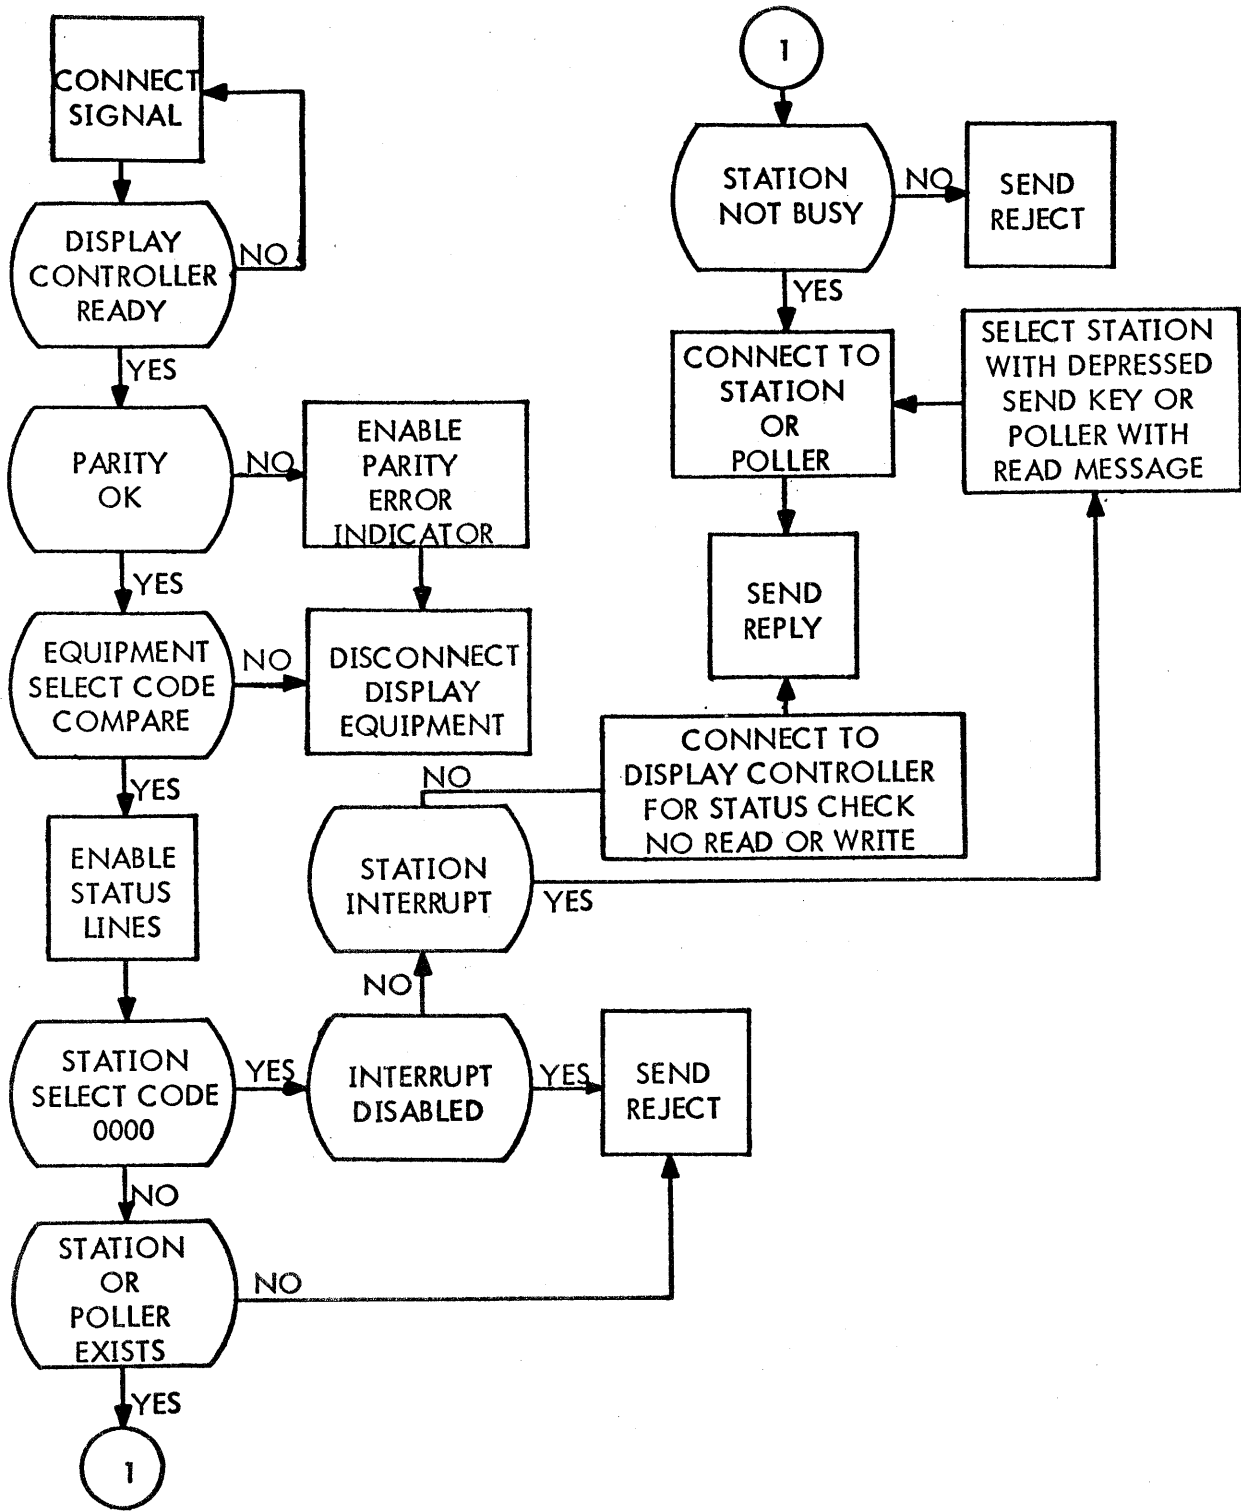 CONNECT
SIGNAL
DISPLAY
CONTROLLER
READY
NO
YES
PARITY
OK
NO
ENABLE
PARITY
ERROR
INDICATOR
YES
EQUIPMENT
SELECT CODE
COMPARE
NO
DISCONNECT
DISPLAY
EQUIPMENT
YES
ENABLE
STATUS
LINES
STATION
SELECT CODE
0000
YES
INTERRUPT
DISABLED
YES
SEND
REJECT
NO
STATION
INTERRUPT
NO
YES
NO
STATION
OR
POLLER
EXISTS
NO
YES
1
1
STATION
NOT BUSY
NO
SEND
REJECT
YES
CONNECT TO
STATION
OR
POLLER
SELECT STATION
WITH DEPRESSED
SEND KEY OR
POLLER WITH
READ MESSAGE
SEND
REPLY
CONNECT TO
DISPLAY CONTROLLER
FOR STATUS CHECK
NO READ OR WRITE